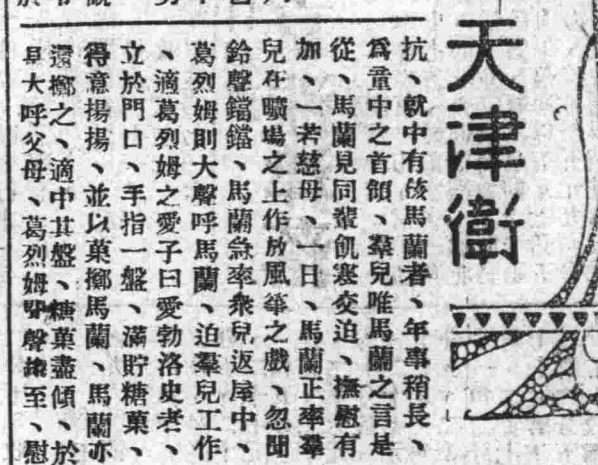 天津衛
抗、就中有孩馬蘭者、年事稍長、
爲童中之首領、羣兒唯馬蘭之言是
從、馬蘭見同輩飢寒交迫、撫慰有
加、一若慈母、一日、馬蘭正率羣
兒在曠場之上作放風箏之戲、忽聞
鈴聲鐺鐺、馬蘭急率衆兒返屋中、
葛烈姆則大聲呼馬蘭、迫羣兒工作
、適葛烈姆之愛子曰愛勃洛史老、
立於門口、手指一盤、滿貯糖菓、
得意揚揚、並以菓擲馬蘭、馬蘭亦
還擲之、適中其盤、糖菓盡傾、於
是大呼父母、葛烈姆聞聲趨至、慰